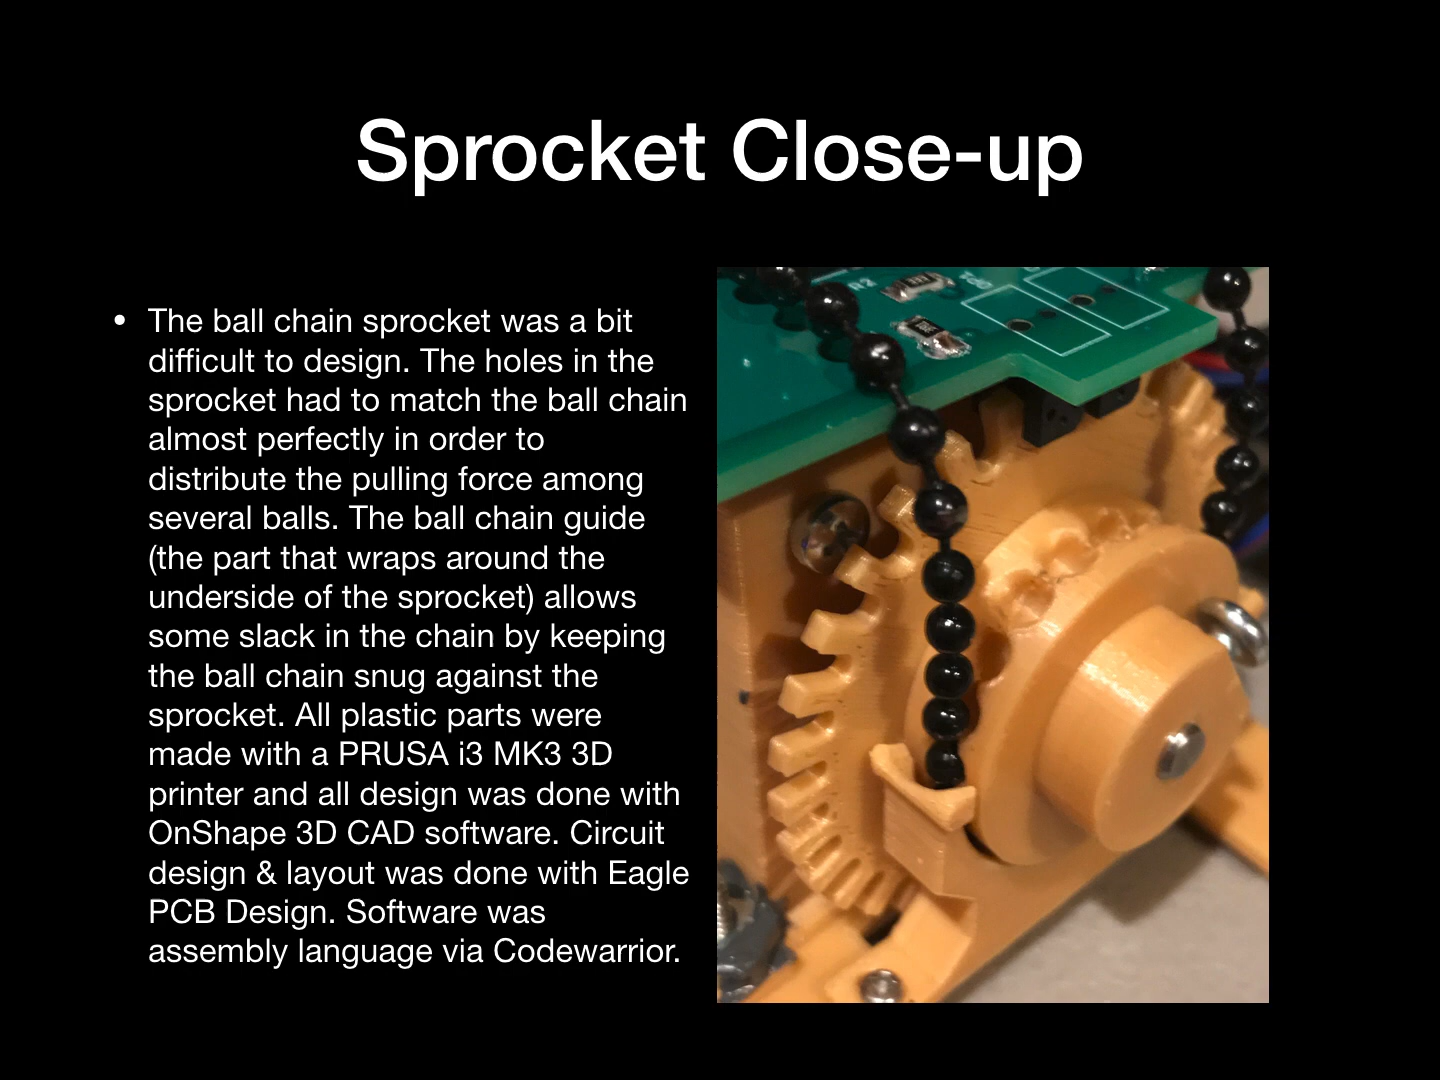 Sprocket Close-up
• The ball chain sprocket was a bit
difficult to design. The holes in the
sprocket had to match the ball chain
almost perfectly in order to
distribute the pulling force among
several balls. The ball chain guide
(the part that wraps around the
underside of the sprocket) allows
some slack in the chain by keeping
the ball chain snug against the
sprocket. All plastic parts were
made with a PRUSA i3 MK3 3D
printer and all design was done with
OnShape 3D CAD software. Circuit
design & layout was done with Eagle
PCB Design. Software was
assembly language via Codewarrior.
R2